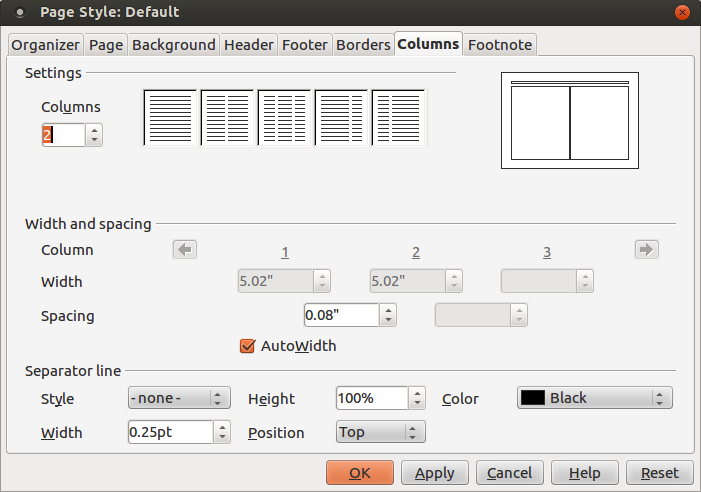 Page Style: Default
Organizer Page Background Header Footer Borders Columns Footnote
Settings
Columns
2
Width and spacing
Column 1 2 3
Width 5.02" 5.02"
Spacing 0.08"
AutoWidth
Separator line
Style - none - Height 100% Color Black
Width 0.25pt Position Top
OK Apply Cancel Help Reset